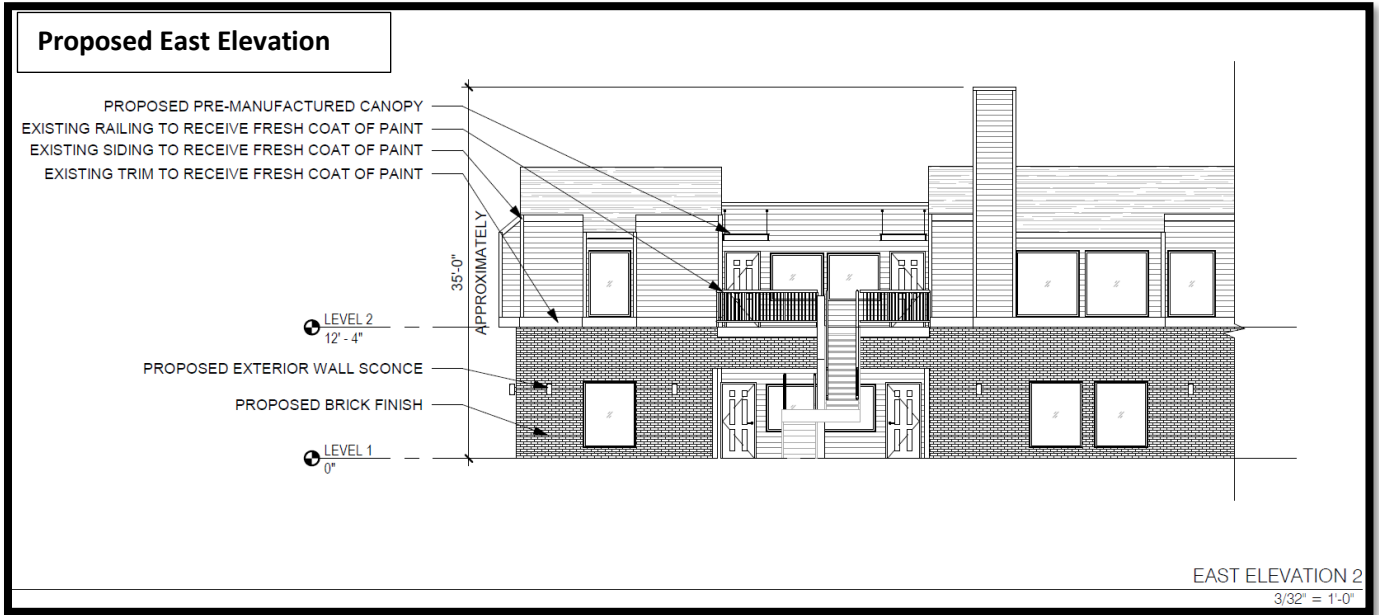 Proposed East Elevation
PROPOSED PRE-MANUFACTURED CANOPY
EXISTING RAILING TO RECEIVE FRESH COAT OF PAINT
EXISTING SIDING TO RECEIVE FRESH COAT OF PAINT
EXISTING TRIM TO RECEIVE FRESH COAT OF PAINT
35'-0"
APPROXIMATELY
LEVEL 2
12' - 4"
PROPOSED EXTERIOR WALL SCONCE
PROPOSED BRICK FINISH
LEVEL 1
0"
EAST ELEVATION 2
3/32" = 1'-0"